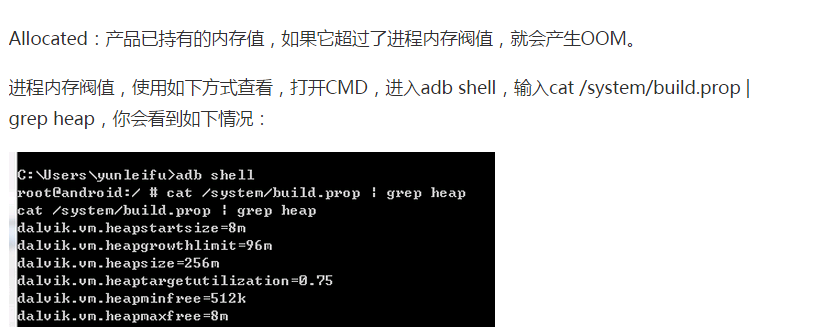 Allocated：产品已持有的内存值，如果它超过了进程内存阀值，就会产生OOM。
进程内存阀值，使用如下方式查看，打开CMD，进入adb shell，输入cat /system/build.prop |
grep heap，你会看到如下情况：
C:\Users\yunleifu>adb shell
root@android:/ # cat /system/build.prop | grep heap
cat /system/build.prop | grep heap
dalvik.vm.heapstartsize=8m
dalvik.vm.heapgrowthlimit=96m
dalvik.vm.heapsize=256m
dalvik.vm.heaptargetutilization=0.75
dalvik.vm.heapminfree=512k
dalvik.vm.heapmaxfree=8m